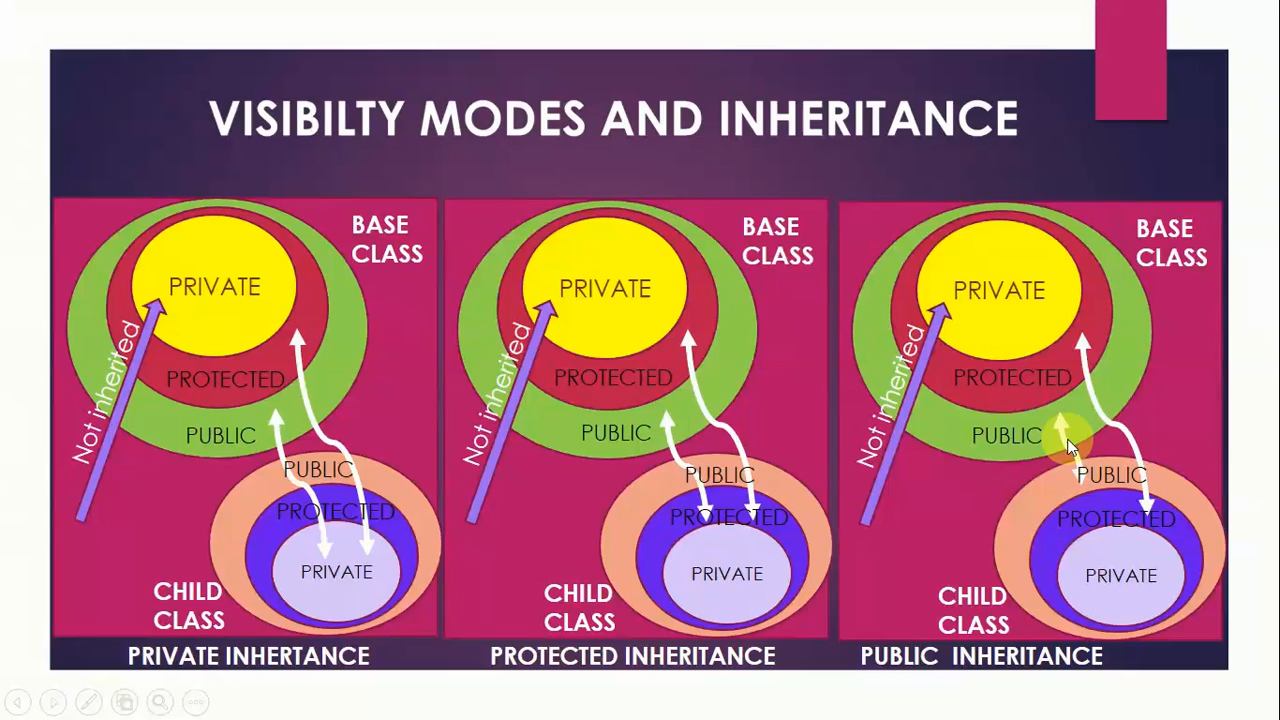 VISIBILTY MODES AND INHERITANCE
BASE
CLASS
PRIVATE
Not inherited
PROTECTED
PUBLIC
PUBLIC
PROTECTED
PRIVATE
CHILD
CLASS
PRIVATE INHERTANCE
BASE
CLASS
PRIVATE
Not inherited
PROTECTED
PUBLIC
PUBLIC
PROTECTED
PRIVATE
CHILD
CLASS
PROTECTED INHERITANCE
BASE
CLASS
PRIVATE
Not inherited
PROTECTED
PUBLIC
PUBLIC
PROTECTED
PRIVATE
CHILD
CLASS
PUBLIC INHERITANCE